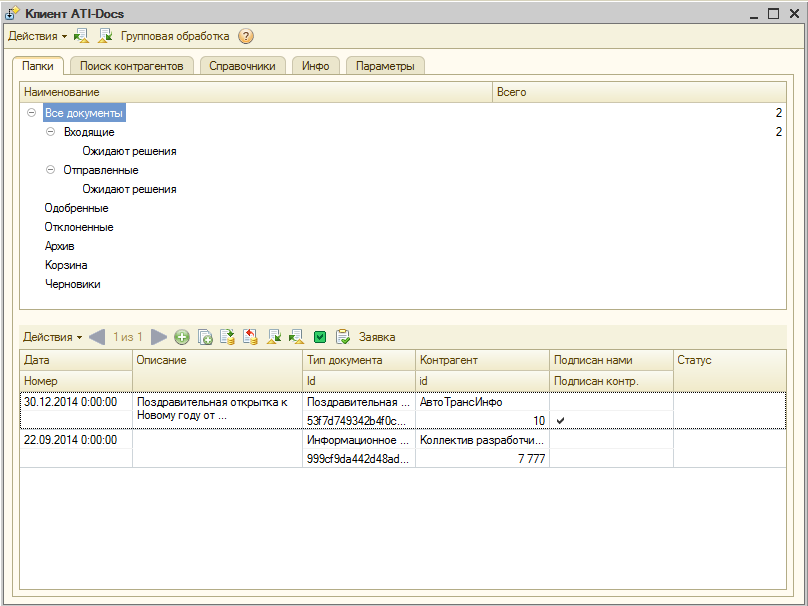 Клиент ATI-Docs
Действия Групповая обработка ?
Папки Поиск контрагентов Справочники Инфо Параметры
Наименование Всего
Все документы 2
Входящие 2
Ожидают решения
Отправленные
Ожидают решения
Одобренные
Отклоненные
Архив
Корзина
Черновики
Действия 1 из 1 Заявка
Дата Описание Тип документа Контрагент Подписан нами Статус
Номер Id id Подписан контр.
30.12.2014 0:00:00 Поздравительная открытка к Поздравительная ... АвтоТрансИнфо
Новому году от ... 53f7d749342b4f0c... 10 ✓
22.09.2014 0:00:00 Информационное ... Коллектив разработчи...
999cf9da442d48ad... 7 777